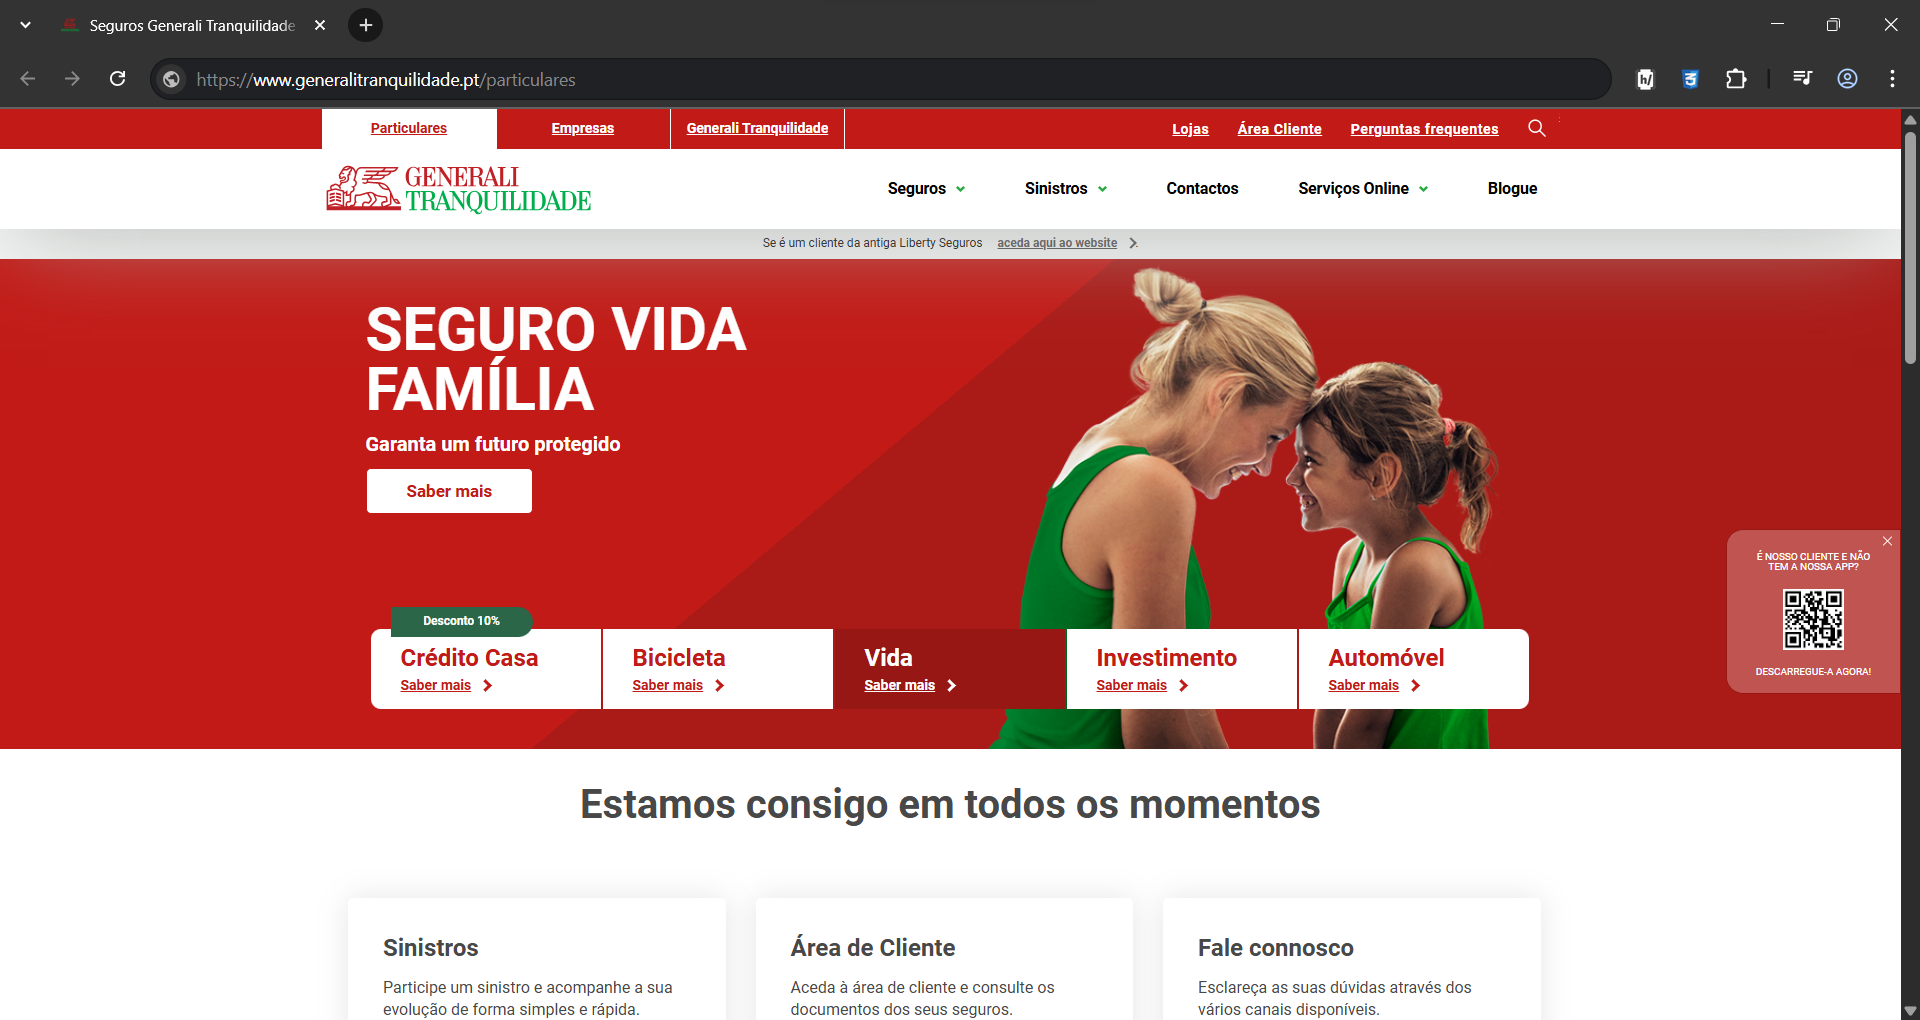 Seguros Generali Tranquilidade
https://www.generalitranquilidade.pt/particulares
Particulares
Empresas
Generali Tranquilidade
Lojas
Área Cliente
Perguntas frequentes
GENERALI
TRANQUILIDADE
Seguros
Sinistros
Contactos
Serviços Online
Blogue
Se é um cliente da antiga Liberty Seguros aceda aqui ao website
SEGURO VIDA
FAMÍLIA
Garanta um futuro protegido
Saber mais
É NOSSO CLIENTE E NÃO
TEM A NOSSA APP?
DESCARREGUE-A AGORA!
Desconto 10%
Crédito Casa
Saber mais
Bicicleta
Saber mais
Vida
Saber mais
Investimento
Saber mais
Automóvel
Saber mais
Estamos consigo em todos os momentos
Sinistros
Participe um sinistro e acompanhe a sua
evolução de forma simples e rápida.
Área de Cliente
Aceda à área de cliente e consulte os
documentos dos seus seguros.
Fale connosco
Esclareça as suas dúvidas através dos
vários canais disponíveis.